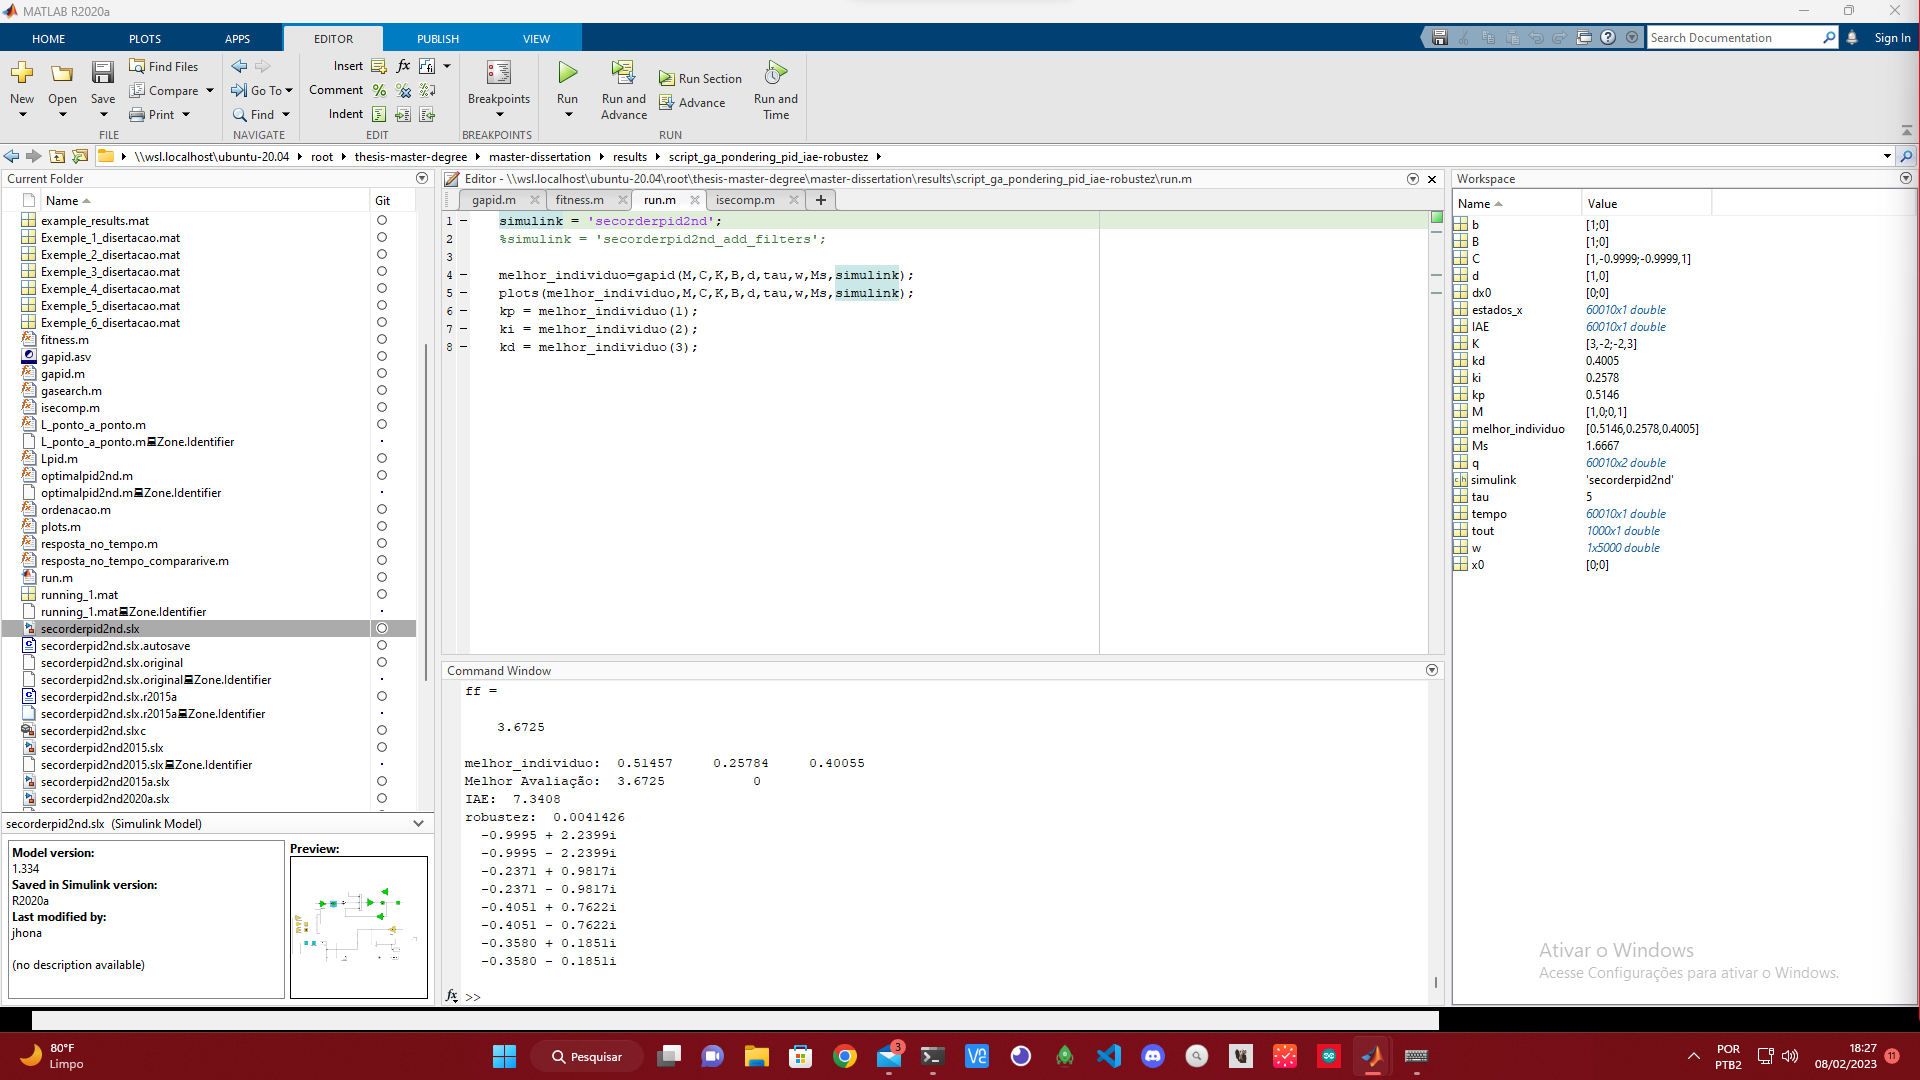 MATLAB R2020a
HOME PLOTS APPS EDITOR PUBLISH VIEW
Search Documentation
Sign In
New
Open
Save
Find Files
Compare
Print
FILE
Go To
Find
NAVIGATE
Insert
Comment
Indent
EDIT
Breakpoints
BREAKPOINTS
Run
Run and Advance
Run Section
Advance
Run and Time
RUN
\\wsl.localhost\ubuntu-20.04 root thesis-master-degree master-dissertation results script_ga_pondering_pid_iae-robustez
Current Folder
Name Git
example_results.mat
Exemple_1_disertacao.mat
Exemple_2_disertacao.mat
Exemple_3_disertacao.mat
Exemple_4_disertacao.mat
Exemple_5_disertacao.mat
Exemple_6_disertacao.mat
fitness.m
gapid.asv
gapid.m
gasearch.m
isecomp.m
L_ponto_a_ponto.m
L_ponto_a_ponto.mZone.Identifier
Lpid.m
optimalpid2nd.m
optimalpid2nd.mZone.Identifier
ordenacao.m
plots.m
resposta_no_tempo.m
resposta_no_tempo_compararive.m
run.m
running_1.mat
running_1.matZone.Identifier
secorderpid2nd.slx
secorderpid2nd.slx.autosave
secorderpid2nd.slx.original
secorderpid2nd.slx.originalZone.Identifier
secorderpid2nd.slx.r2015a
secorderpid2nd.slx.r2015aZone.Identifier
secorderpid2nd.slxc
secorderpid2nd2015.slx
secorderpid2nd2015.slxZone.Identifier
secorderpid2nd2015a.slx
secorderpid2nd2020a.slx
secorderpid2nd.slx (Simulink Model)
Model version:
1.334
Saved in Simulink version:
R2020a
Last modified by:
jhona
(no description available)
Preview:
Editor - \\wsl.localhost\ubuntu-20.04\root\thesis-master-degree\master-dissertation\results\script_ga_pondering_pid_iae-robustez\run.m
gapid.m fitness.m run.m isecomp.m
1 simulink = 'secorderpid2nd';
2 %simulink = 'secorderpid2nd_add_filters';
3
4 melhor_individuo=gapid(M,C,K,B,d,tau,w,Ms,simulink);
5 plots(melhor_individuo,M,C,K,B,d,tau,w,Ms,simulink);
6 kp = melhor_individuo(1);
7 ki = melhor_individuo(2);
8 kd = melhor_individuo(3);
Command Window
ff =
3.6725
melhor_individuo: 0.51457 0.25784 0.40055
Melhor Avaliação: 3.6725 0
IAE: 7.3408
robustez: 0.0041426
-0.9995 + 2.2399i
-0.9995 - 2.2399i
-0.2371 + 0.9817i
-0.2371 - 0.9817i
-0.4051 + 0.7622i
-0.4051 - 0.7622i
-0.3580 + 0.1851i
-0.3580 - 0.1851i
fx >>
Workspace
Name Value
b [1;0]
B [1;0]
C [1,-0.9999;-0.9999,1]
d [1,0]
dx0 [0;0]
estados_x 60010x1 double
IAE 60010x1 double
K [3,-2;-2,3]
kd 0.4005
ki 0.2578
kp 0.5146
M [1,0;0,1]
melhor_individuo [0.5146,0.2578,0.4005]
Ms 1.6667
q 60010x2 double
simulink 'secorderpid2nd'
tau 5
tempo 60010x1 double
tout 1000x1 double
w 1x5000 double
x0 [0;0]
Ativar o Windows
Acesse Configurações para ativar o Windows.
80°F
Limpo
Pesquisar
3
POR
PTB2
18:27
08/02/2023
11